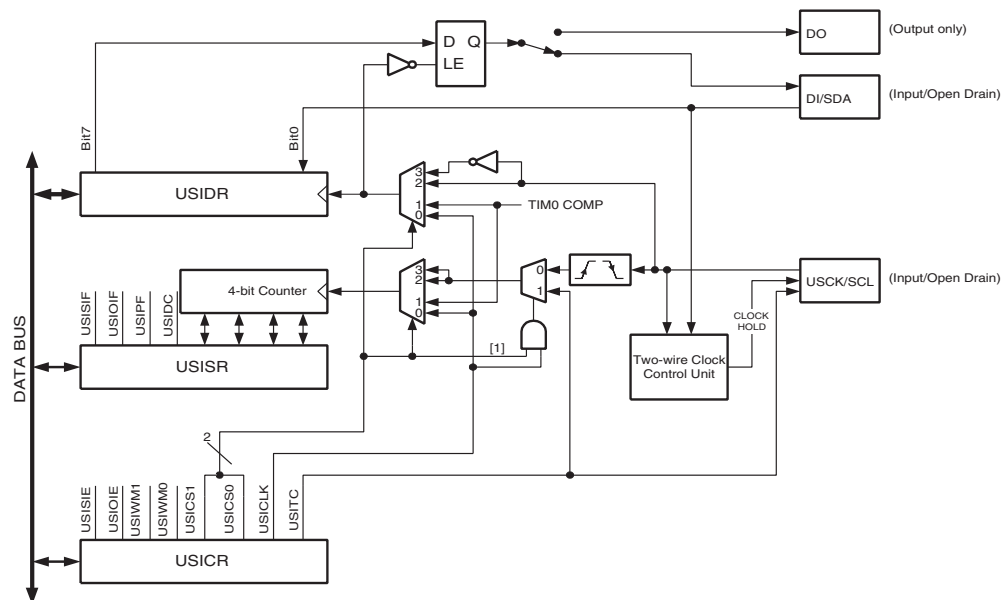 D Q
LE
DO
(Output only)
DI/SDA
(Input/Open Drain)
Bit7
Bit0
USIDR
3
2
1
0
TIM0 COMP
4-bit Counter
3
2
1
0
0
1
USCK/SCL
(Input/Open Drain)
CLOCK
HOLD
USISIF
USIOIF
USIPF
USIDC
USISR
[1]
Two-wire Clock
Control Unit
DATA BUS
2
USISIE
USIOIE
USIWM1
USIWM0
USICS1
USICS0
USICLK
USITC
USICR